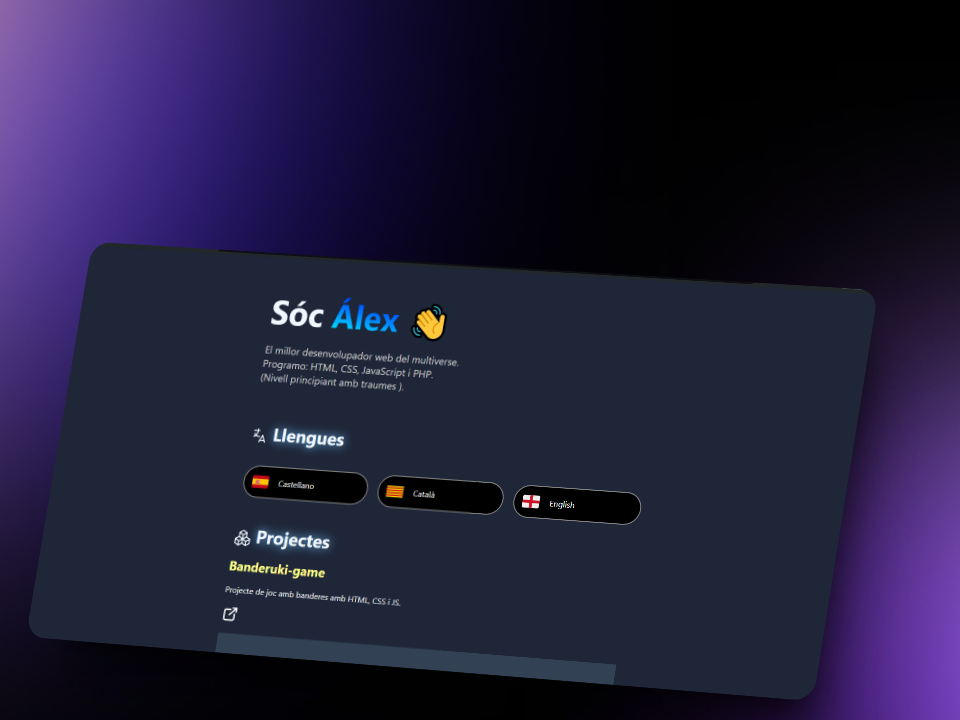 Sóc Álex 👋
El millor desenvolupador web del multiverse.
Programo: HTML, CSS, JavaScript i PHP.
(Nivell principiant amb traumes ).
Llengues
Castellano
Català
English
Projectes
Banderuki-game
Projecte de joc amb banderes amb HTML, CSS i JS.